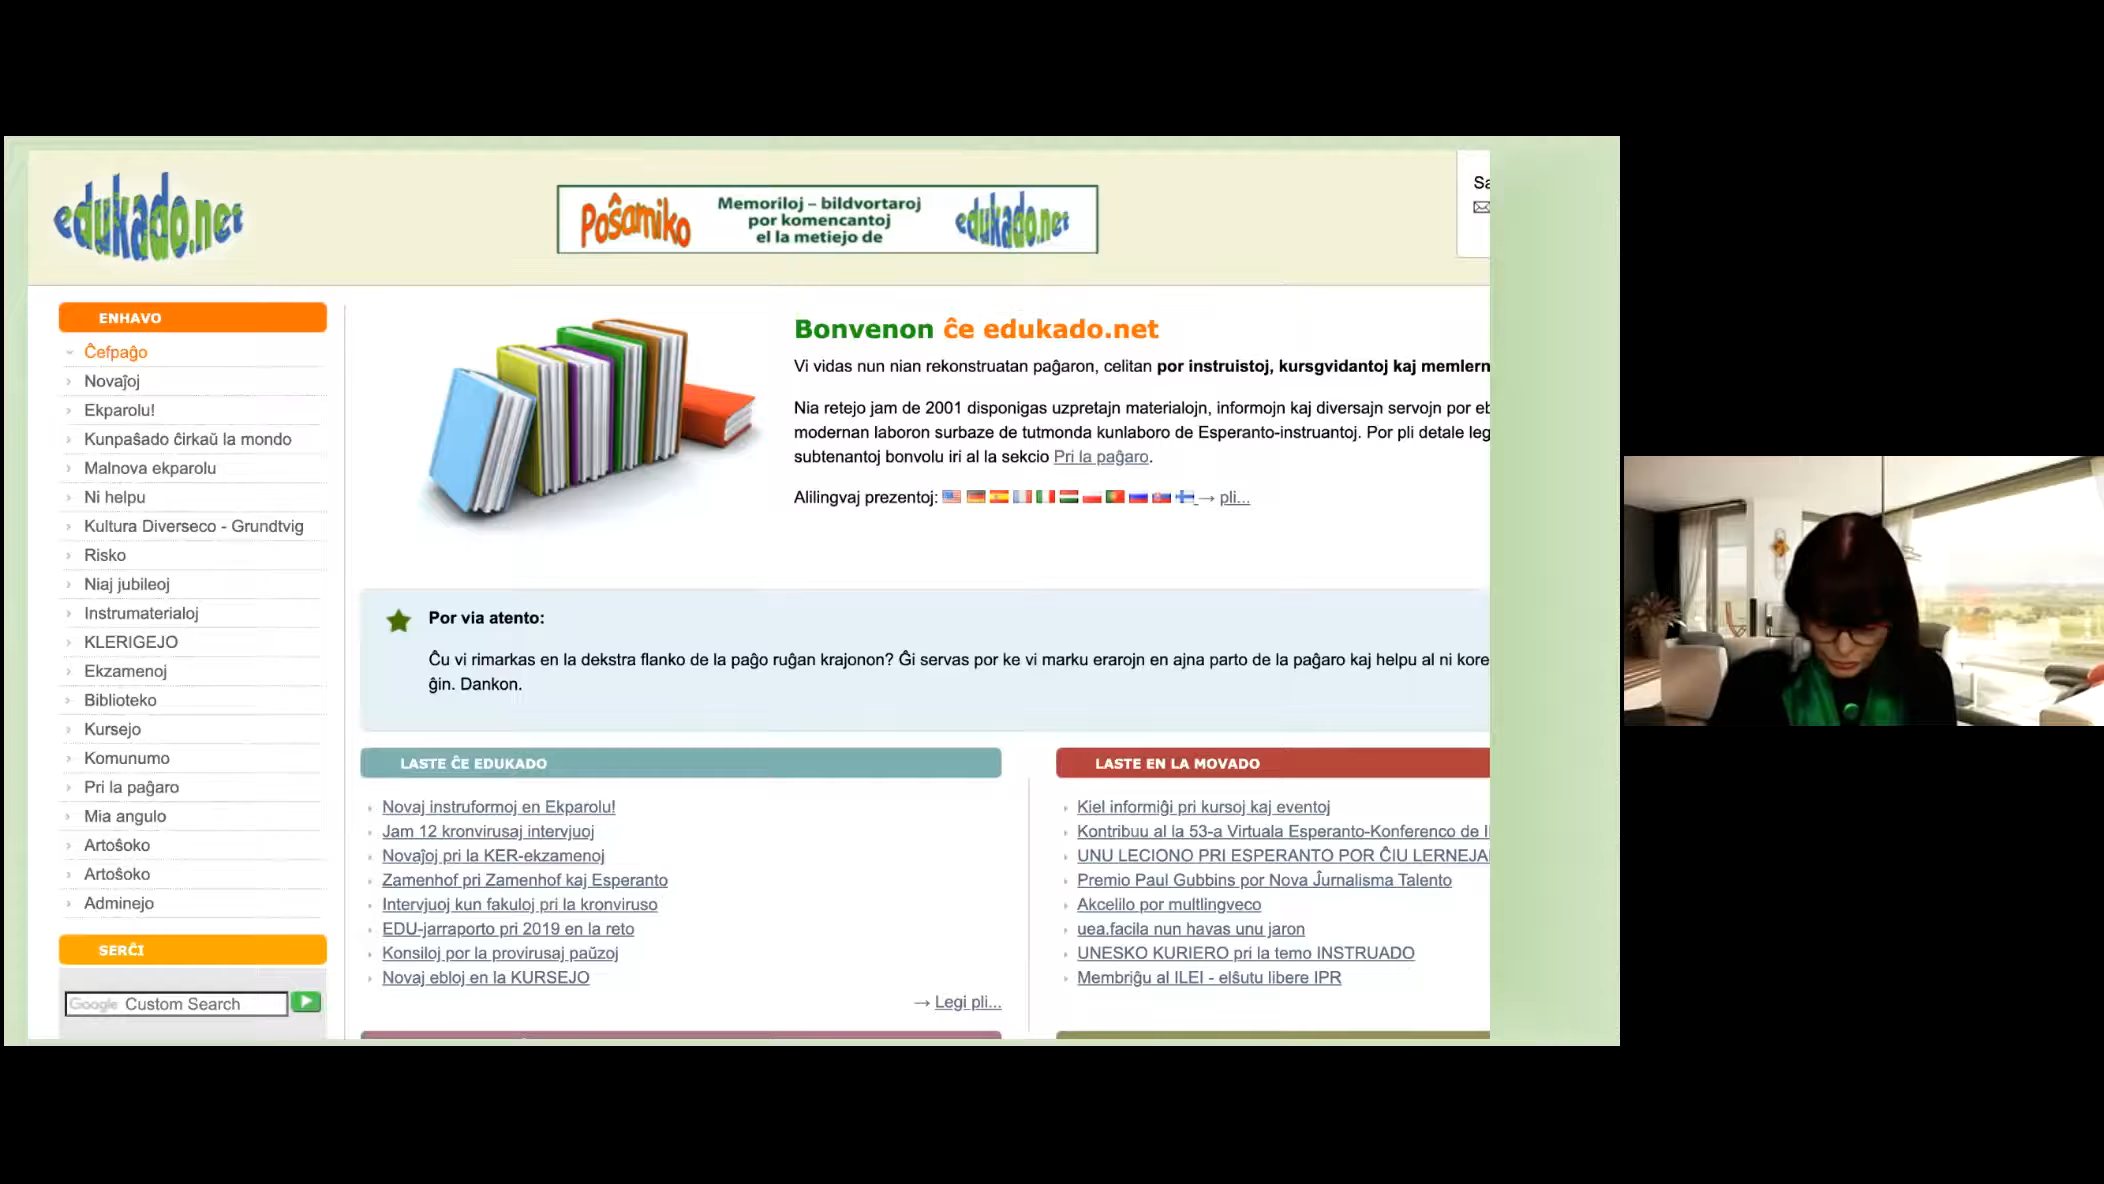 edukado.net
Poŝamiko
Memoriloj – bildvortaroj
por komencantoj
el la metiejo de
edukado.net
Sa
ENHAVO
Ĉefpaĝo
Novaĵoj
Ekparolu!
Kunpaŝado ĉirkaŭ la mondo
Malnova ekparolu
Ni helpu
Kultura Diverseco - Grundtvig
Risko
Niaj jubileoj
Instrumaterialoj
KLERIGEJO
Ekzamenoj
Biblioteko
Kursejo
Komunumo
Pri la paĝaro
Mia angulo
Artoŝoko
Artoŝoko
Adminejo
SERĈI
Google Custom Search
Bonvenon ĉe edukado.net
Vi vidas nun nian rekonstruatan paĝaron, celitan por instruistoj, kursgvidantoj kaj memlern
Nia retejo jam de 2001 disponigas uzpretajn materialojn, informojn kaj diversajn servojn por eb
modernan laboron surbaze de tutmonda kunlaboro de Esperanto-instruantoj. Por pli detale leg
subtenantoj bonvolu iri al la sekcio Pri la paĝaro.
Alilingvaj prezentoj: → pli...
Por via atento:
Ĉu vi rimarkas en la dekstra flanko de la paĝo ruĝan krajonon? Ĝi servas por ke vi marku erarojn en ajna parto de la paĝaro kaj helpu al ni kore
ĝin. Dankon.
LASTE ĈE EDUKADO
Novaj instruformoj en Ekparolu!
Jam 12 kronvirusaj intervjuoj
Novaĵoj pri la KER-ekzamenoj
Zamenhof pri Zamenhof kaj Esperanto
Intervjuoj kun fakuloj pri la kronviruso
EDU-jarraporto pri 2019 en la reto
Konsiloj por la provirusaj paŭzoj
Novaj ebloj en la KURSEJO
→ Legi pli...
LASTE EN LA MOVADO
Kiel informiĝi pri kursoj kaj eventoj
Kontribuu al la 53-a Virtuala Esperanto-Konferenco de I
UNU LECIONO PRI ESPERANTO POR ĈIU LERNEJA
Premio Paul Gubbins por Nova Ĵurnalisma Talento
Akcelilo por multlingveco
uea.facila nun havas unu jaron
UNESKO KURIERO pri la temo INSTRUADO
Membriĝu al ILEI - elŝutu libere IPR